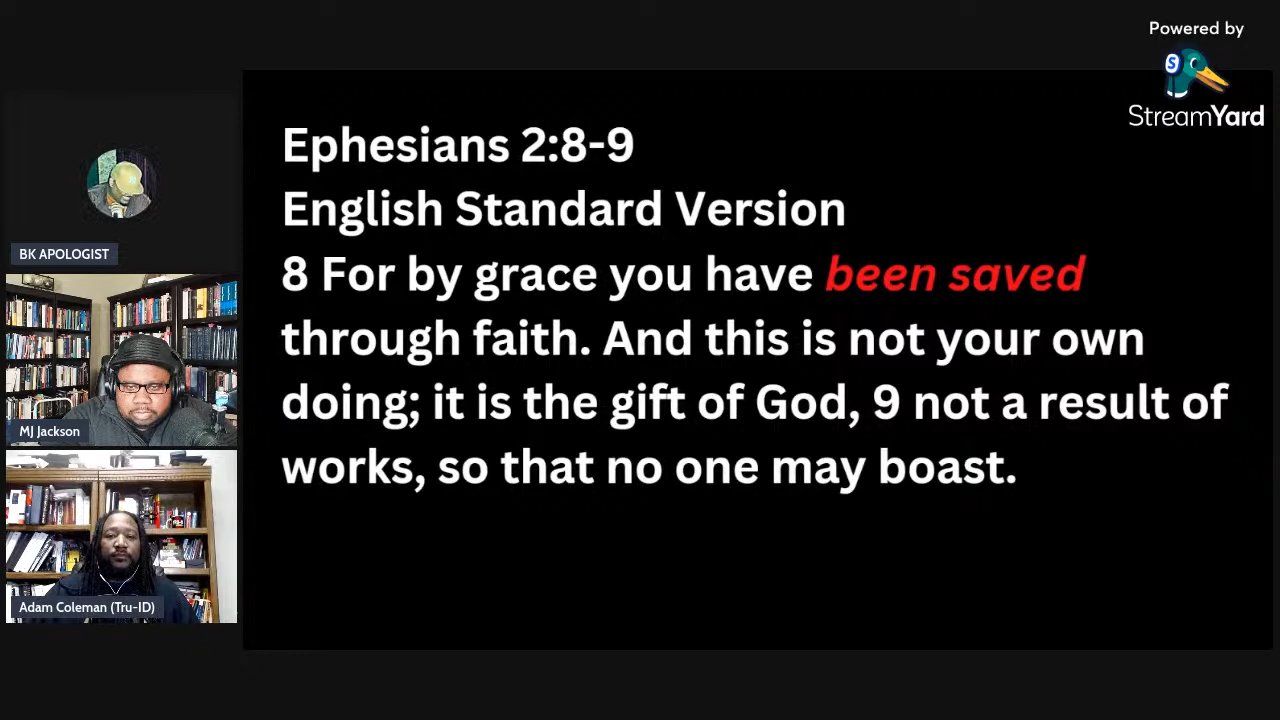 Powered by
StreamYard
Ephesians 2:8-9
English Standard Version
8 For by grace you have been saved
through faith. And this is not your own
doing; it is the gift of God, 9 not a result of
works, so that no one may boast.
BK APOLOGIST
MJ Jackson
Adam Coleman (Tru-ID)